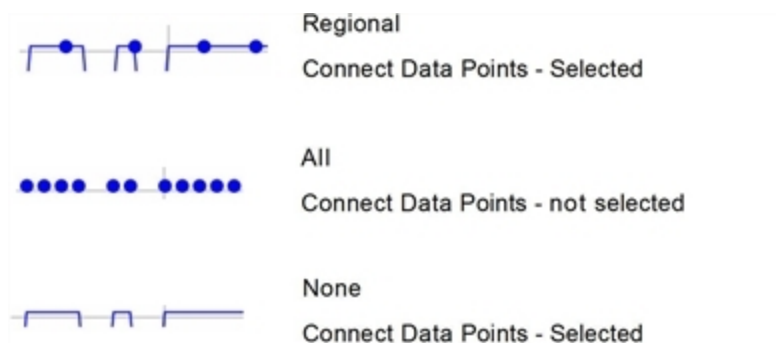 Regional
Connect Data Points - Selected
All
Connect Data Points - not selected
None
Connect Data Points - Selected